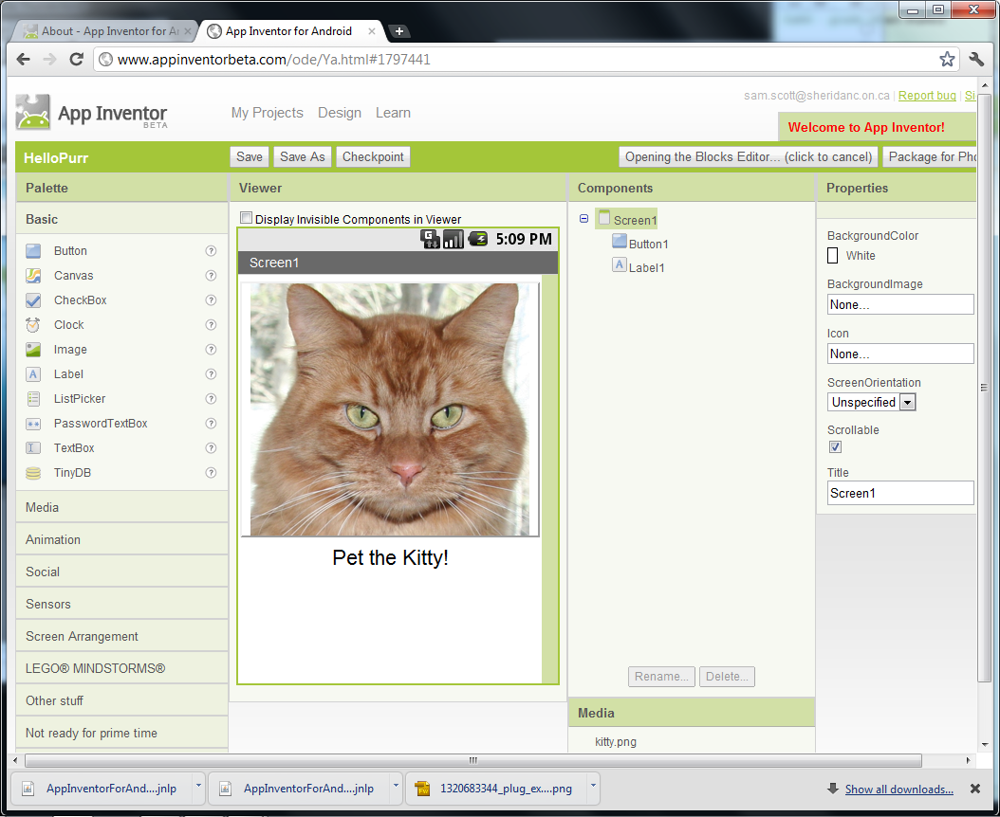 About - App Inventor for A
App Inventor for Android
www.appinventorbeta.com/ode/Ya.html#1797441
sam.scott@sheridanc.on.ca | Report bug | Si
App Inventor
BETA
My Projects Design Learn
Welcome to App Inventor!
HelloPurr
Save Save As Checkpoint Opening the Blocks Editor... (click to cancel) Package for Pho
Palette
Basic
Button ?
Canvas ?
CheckBox ?
Clock ?
Image ?
Label ?
ListPicker ?
PasswordTextBox ?
TextBox ?
TinyDB ?
Media
Animation
Social
Sensors
Screen Arrangement
LEGO® MINDSTORMS®
Other stuff
Not ready for prime time
Viewer
Display Invisible Components in Viewer
5:09 PM
Screen1
Pet the Kitty!
Components
Screen1
Button1
A Label1
Rename... Delete...
Media
kitty.png
Properties
BackgroundColor
White
BackgroundImage
None...
Icon
None...
ScreenOrientation
Unspecified
Scrollable
Title
Screen1
AppInventorForAnd....jnlp AppInventorForAnd....jnlp 1320683344_plug_ex....png Show all downloads...